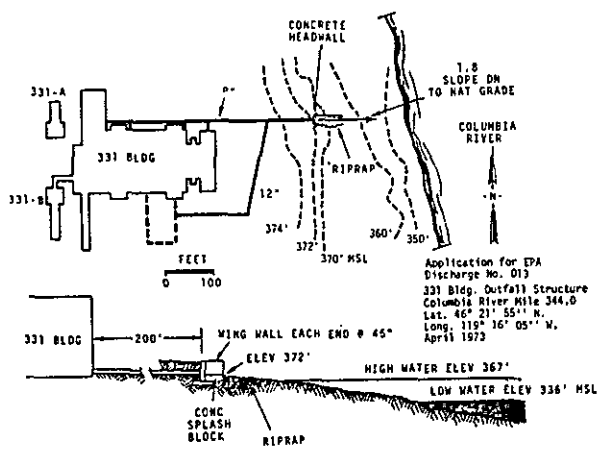 CONCRETE
HEADWALL
1.8
SLOPE DN
TO NAT GRADE
331-A
COLUMBIA
RIVER
331 BLDG
RIPRAP
12"
331-B
-N-
374'
372'
370' MSL
360'
350'
FEET
0 100
Application for EPA
Discharge No. 013
331 Bldg. Outfall Structure
Columbia River Mile 344.0
Lat. 46° 21' 55'' N.
Long. 119° 16' 05'' W.
April 1973
331 BLDG
200'
WING WALL EACH END @ 45°
ELEV 372'
HIGH WATER ELEV 367'
LOW WATER ELEV 336' MSL
CONC
SPLASH
BLOCK
RIPRAP